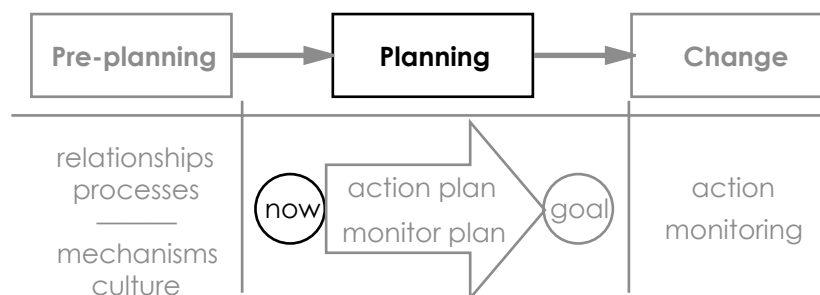 Pre-planning
Planning
Change
relationships
processes
mechanisms
culture
now
action plan
monitor plan
goal
action
monitoring